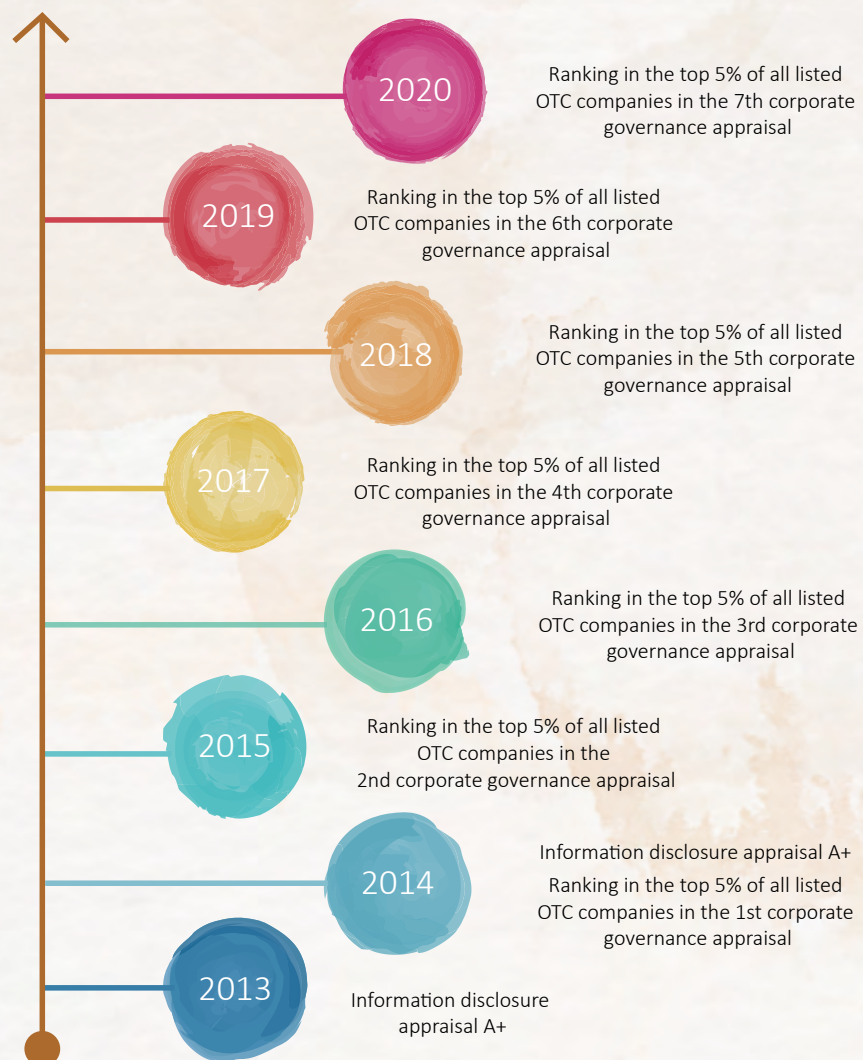 2020
Ranking in the top 5% of all listed
OTC companies in the 7th corporate
governance appraisal
2019
Ranking in the top 5% of all listed
OTC companies in the 6th corporate
governance appraisal
2018
Ranking in the top 5% of all listed
OTC companies in the 5th corporate
governance appraisal
2017
Ranking in the top 5% of all listed
OTC companies in the 4th corporate
governance appraisal
2016
Ranking in the top 5% of all listed
OTC companies in the 3rd corporate
governance appraisal
2015
Ranking in the top 5% of all listed
OTC companies in the
2nd corporate governance appraisal
2014
Information disclosure appraisal A+
Ranking in the top 5% of all listed
OTC companies in the 1st corporate
governance appraisal
2013
Information disclosure
appraisal A+